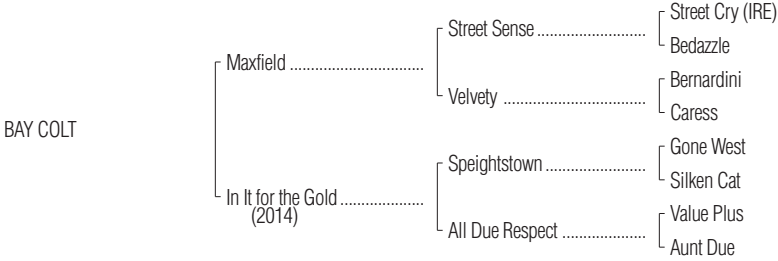 Street Cry (IRE)
Street Sense ..........................
Bedazzle
Maxfield ................................
Bernardini
Velvety ..................................
Caress
BAY COLT
Gone West
Speightstown ........................
Silken Cat
In It for the Gold ....................
(2014)
Value Plus
All Due Respect ....................
Aunt Due